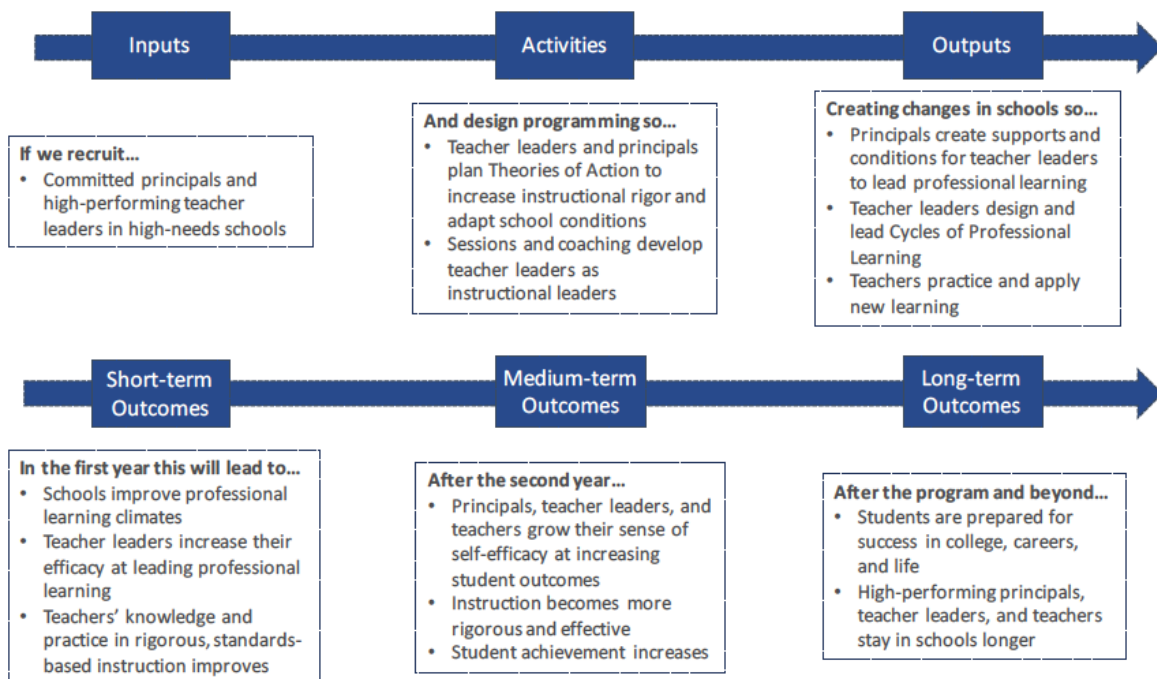 Inputs
Activities
Outputs
If we recruit…
• Committed principals and
high-performing teacher
leaders in high-needs schools
And design programming so…
• Teacher leaders and principals
plan Theories of Action to
increase instructional rigor and
adapt school conditions
• Sessions and coaching develop
teacher leaders as
instructional leaders
Creating changes in schools so…
• Principals create supports and
conditions for teacher leaders
to lead professional learning
• Teacher leaders design and
lead Cycles of Professional
Learning
• Teachers practice and apply
new learning
Short-term
Outcomes
Medium-term
Outcomes
Long-term
Outcomes
In the first year this will lead to…
• Schools improve professional
learning climates
• Teacher leaders increase their
efficacy at leading professional
learning
• Teachers’ knowledge and
practice in rigorous, standards-
based instruction improves
After the second year…
• Principals, teacher leaders, and
teachers grow their sense of
self-efficacy at increasing
student outcomes
• Instruction becomes more
rigorous and effective
• Student achievement increases
After the program and beyond…
• Students are prepared for
success in college, careers,
and life
• High-performing principals,
teacher leaders, and teachers
stay in schools longer